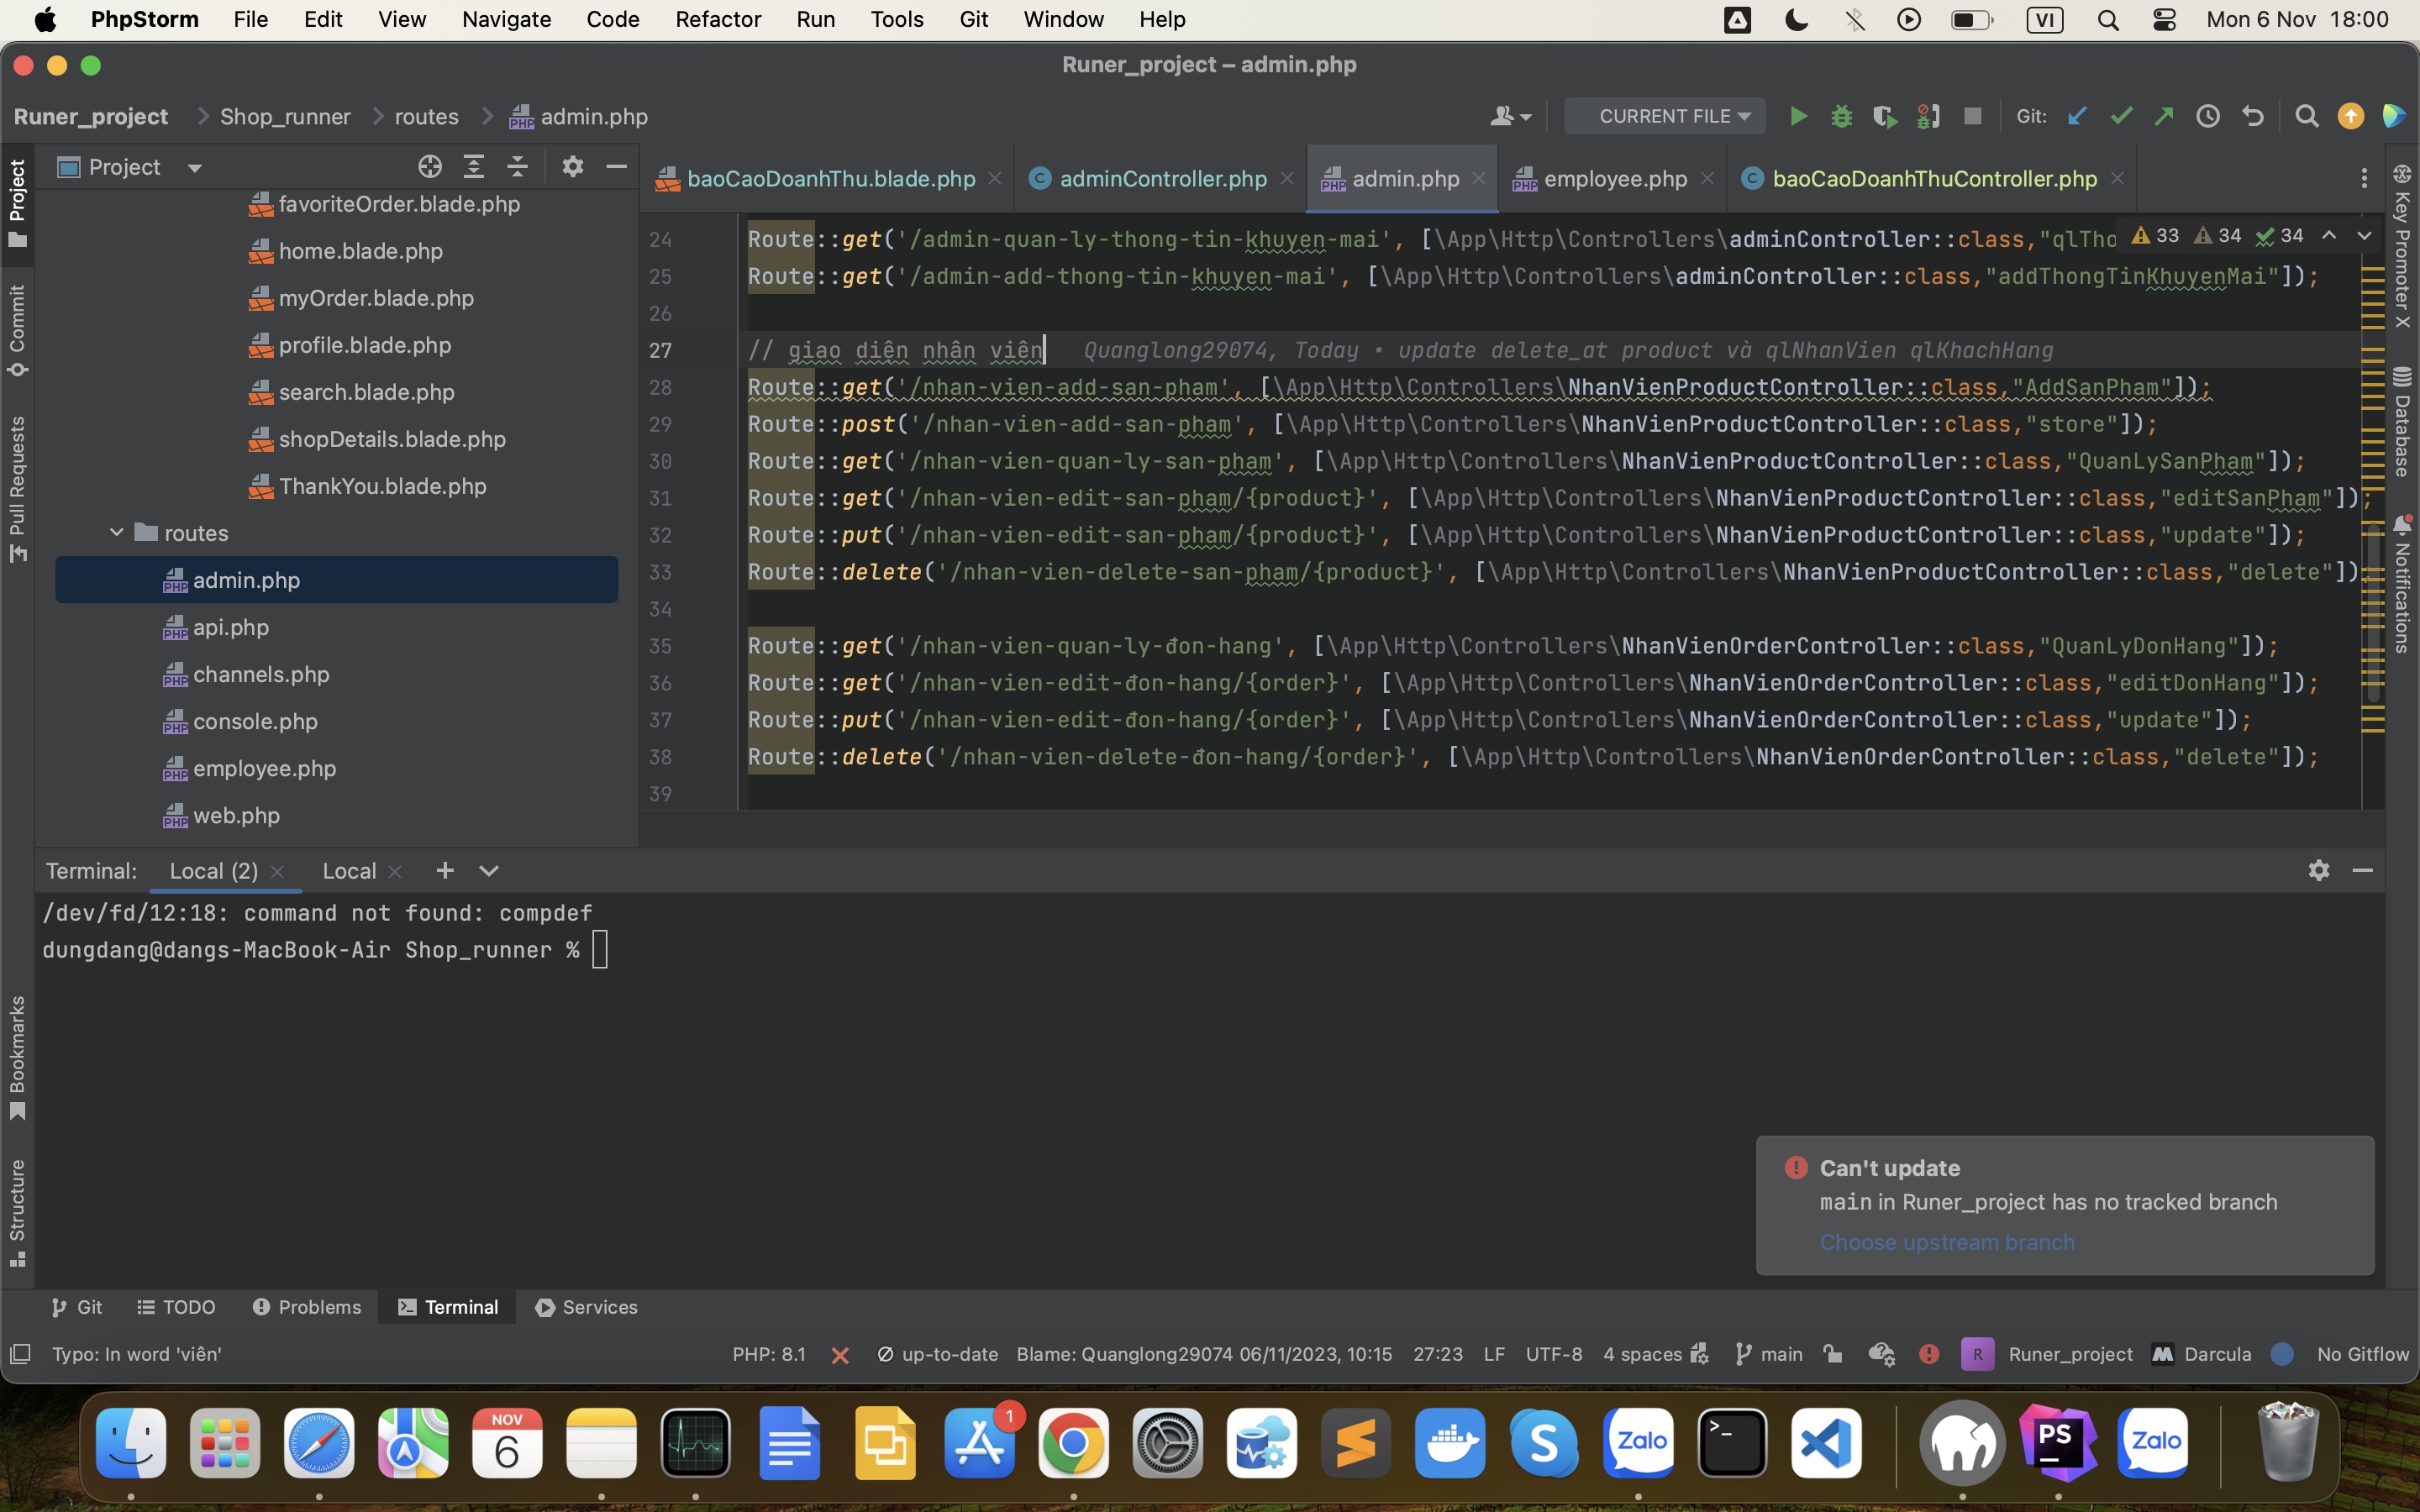 PhpStorm File Edit View Navigate Code Refactor Run Tools Git Window Help VI Mon 6 Nov 18:00
Runer_project – admin.php
Runer_project Shop_runner routes admin.php CURRENT FILE Git:
Project
baoCaoDoanhThu.blade.php adminController.php admin.php employee.php baoCaoDoanhThuController.php
Project
Commit
Pull Requests
Bookmarks
Structure
favoriteOrder.blade.php
home.blade.php
myOrder.blade.php
profile.blade.php
search.blade.php
shopDetails.blade.php
ThankYou.blade.php
routes
admin.php
api.php
channels.php
console.php
employee.php
web.php
33 34 34
24 Route::get('/admin-quan-ly-thong-tin-khuyen-mai', [\App\Http\Controllers\adminController::class,"qlTho
25 Route::get('/admin-add-thong-tin-khuyen-mai', [\App\Http\Controllers\adminController::class,"addThongTinKhuyenMai"]);
26
27 // giao diện nhân viên Quanglong29074, Today • update delete_at product và qlNhanVien qlKhachHang
28 Route::get('/nhan-vien-add-san-pham', [\App\Http\Controllers\NhanVienProductController::class,"AddSanPham"]);
29 Route::post('/nhan-vien-add-san-pham', [\App\Http\Controllers\NhanVienProductController::class,"store"]);
30 Route::get('/nhan-vien-quan-ly-san-pham', [\App\Http\Controllers\NhanVienProductController::class,"QuanLySanPham"]);
31 Route::get('/nhan-vien-edit-san-pham/{product}', [\App\Http\Controllers\NhanVienProductController::class,"editSanPham"]);
32 Route::put('/nhan-vien-edit-san-pham/{product}', [\App\Http\Controllers\NhanVienProductController::class,"update"]);
33 Route::delete('/nhan-vien-delete-san-pham/{product}', [\App\Http\Controllers\NhanVienProductController::class,"delete"])
34
35 Route::get('/nhan-vien-quan-ly-đon-hang', [\App\Http\Controllers\NhanVienOrderController::class,"QuanLyDonHang"]);
36 Route::get('/nhan-vien-edit-đon-hang/{order}', [\App\Http\Controllers\NhanVienOrderController::class,"editDonHang"]);
37 Route::put('/nhan-vien-edit-đon-hang/{order}', [\App\Http\Controllers\NhanVienOrderController::class,"update"]);
38 Route::delete('/nhan-vien-delete-đon-hang/{order}', [\App\Http\Controllers\NhanVienOrderController::class,"delete"]);
39
Key Promoter X
Database
Notifications
Terminal: Local (2) Local
/dev/fd/12:18: command not found: compdef
dungdang@dangs-MacBook-Air Shop_runner %
Can't update
main in Runer_project has no tracked branch
Choose upstream branch
Git TODO Problems Terminal Services
Typo: In word 'viên' PHP: 8.1 up-to-date Blame: Quanglong29074 06/11/2023, 10:15 27:23 LF UTF-8 4 spaces main R Runer_project Darcula No Gitflow
NOV
6
1
S
Zalo
>_
PS
Zalo